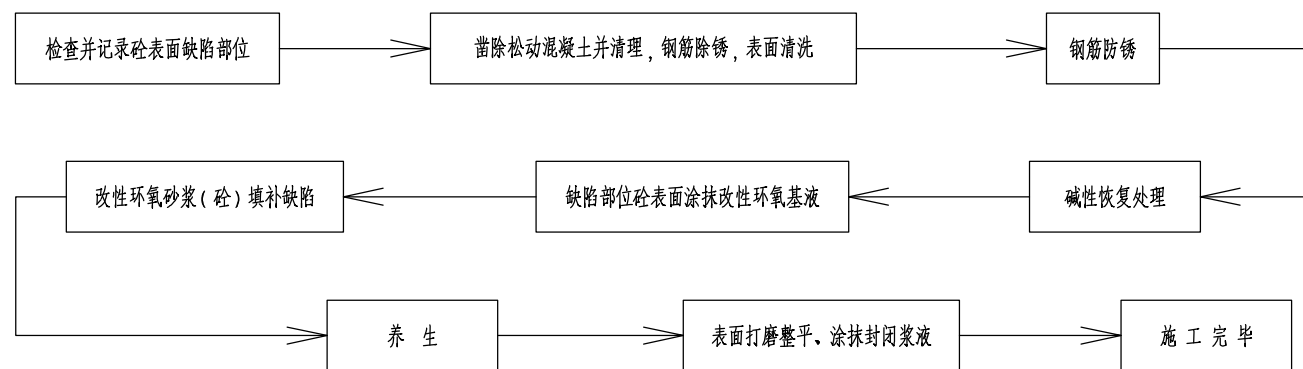 检查并记录砼表面缺陷部位
凿除松动混凝土并清理,钢筋除锈,表面清洗
钢筋防锈
碱性恢复处理
缺陷部位砼表面涂抹改性环氧基液
改性环氧砂浆(砼)填补缺陷
养 生
表面打磨整平、涂抹封闭浆液
施 工 完 毕